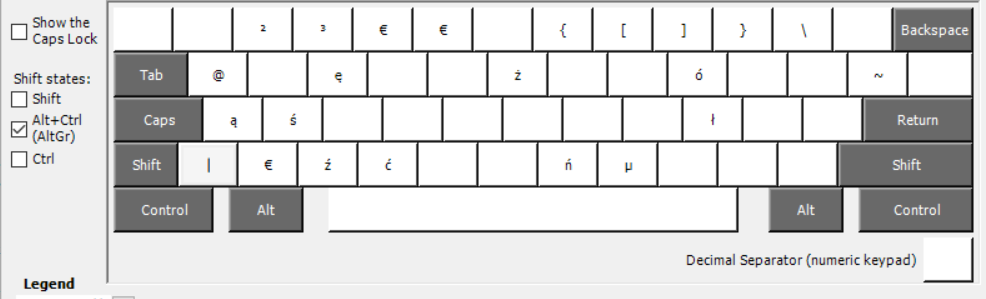 Show the
Caps Lock
Shift states:
Shift
Alt+Ctrl
(AltGr)
Ctrl
² ³ € € { [ ] } \ Backspace
Tab @ ę ż ó ~
Caps ą ś ł Return
Shift | € ź ć ń µ Shift
Control Alt Alt Control
Decimal Separator (numeric keypad)
Legend